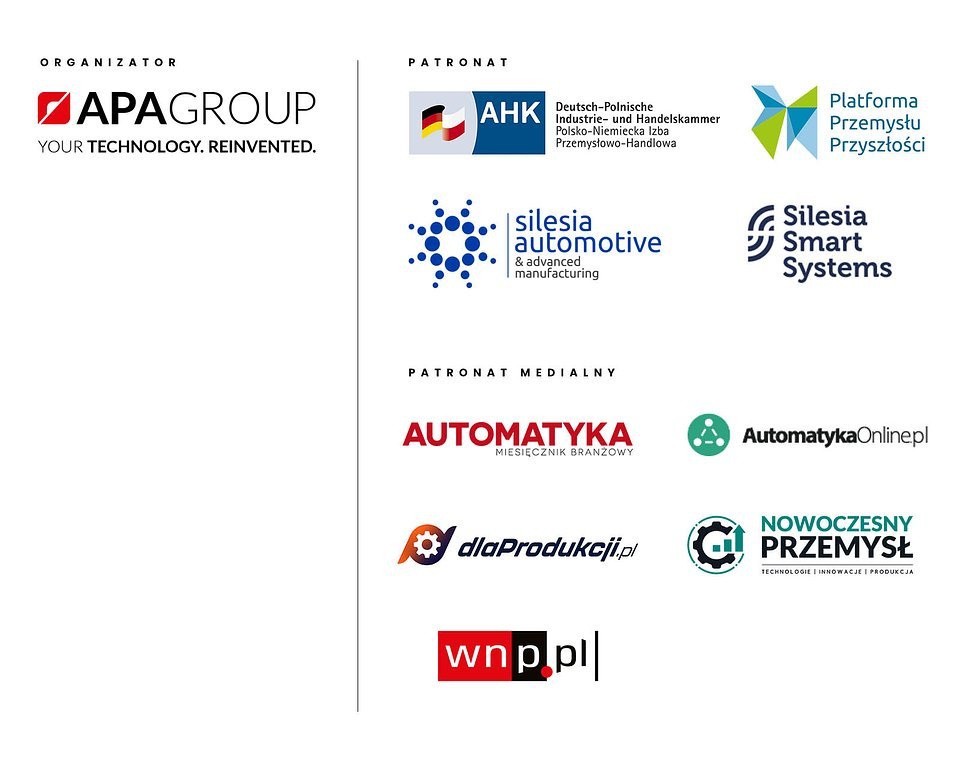 ORGANIZATOR
APAGROUP
YOUR TECHNOLOGY. REINVENTED.
PATRONAT
AHK
Deutsch-Polnische
Industrie- und Handelskammer
Polsko-Niemiecka Izba
Przemysłowo-Handlowa
Platforma
Przemysłu
Przyszłości
silesia
automotive
& advanced
manufacturing
Silesia
Smart
Systems
PATRONAT MEDIALNY
AUTOMATYKA
MIESIĘCZNIK BRANŻOWY
AutomatykaOnline.pl
dlaProdukcji.pl
NOWOCZESNY
PRZEMYSŁ
TECHNOLOGIE | INNOWACJE | PRODUKCJA
wnp.pl